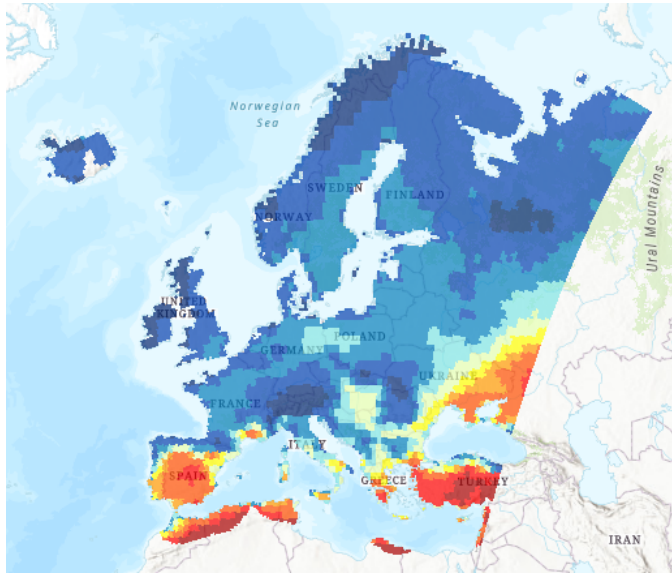 Norwegian
Sea
SWEDEN
FINLAND
NORWAY
Ural Mountains
UNITED
KINGDOM
POLAND
GERMANY
UKRAINE
FRANCE
ITALY
SPAIN
GREECE
TURKEY
IRAN